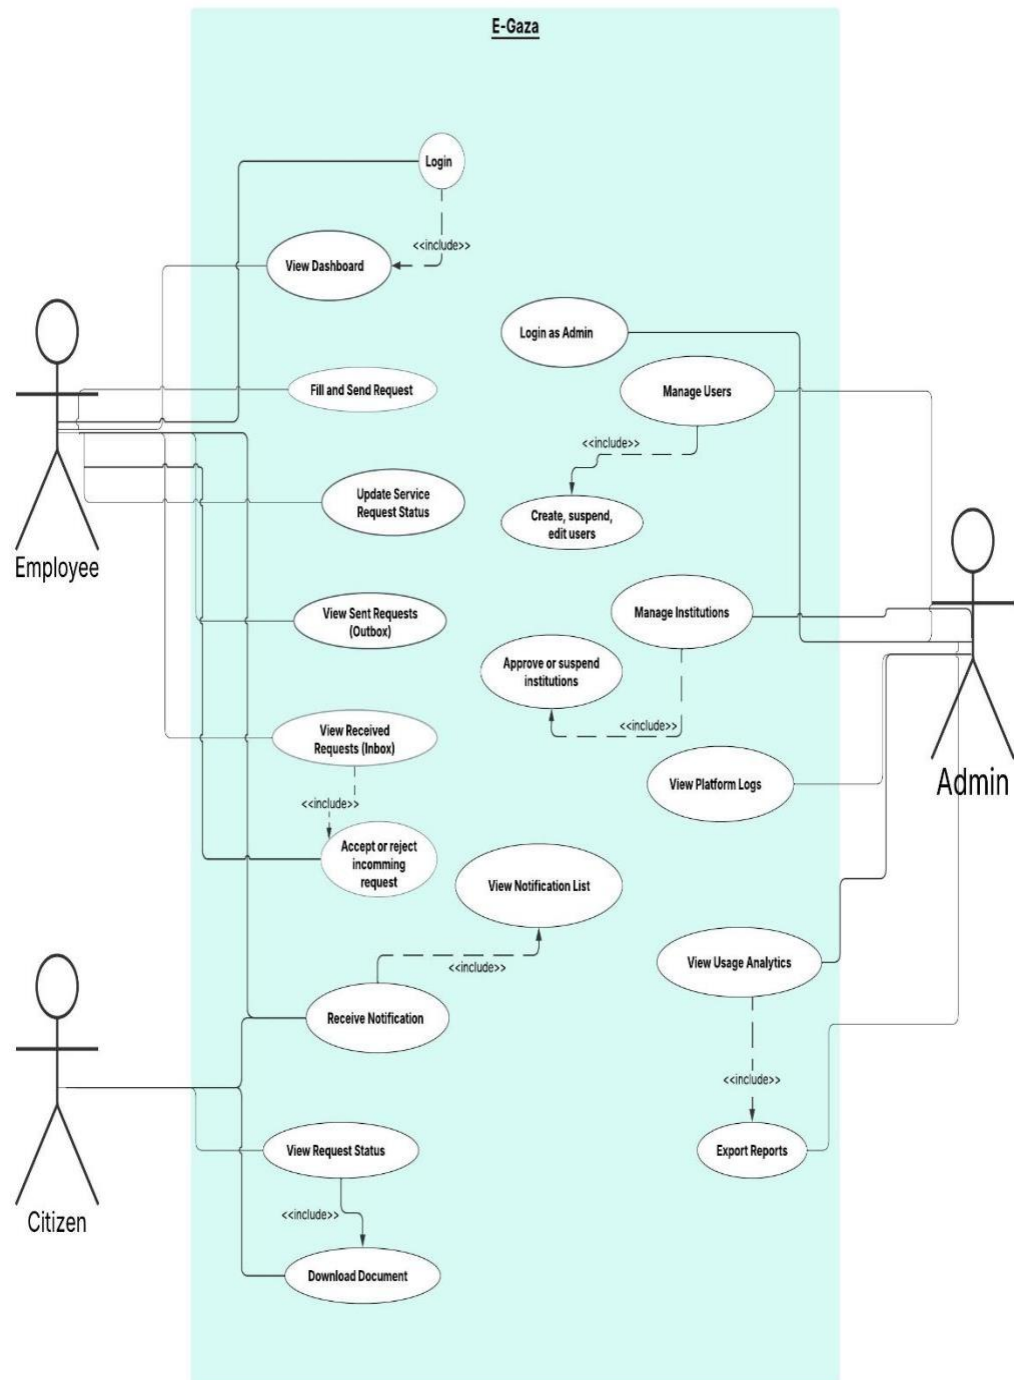 E-Gaza
Login
<<include>>
View Dashboard
Login as Admin
Fill and Send Request
Manage Users
<<include>>
Update Service
Request Status
Create, suspend,
edit users
Employee
View Sent Requests
(Outbox)
Manage Institutions
Approve or suspend
institutions
View Received
Requests (Inbox)
<<include>>
<<include>>
View Platform Logs
Admin
Accept or reject
incomming
request
View Notification List
<<include>>
View Usage Analytics
Receive Notification
<<include>>
View Request Status
Export Reports
<<include>>
Citizen
Download Document